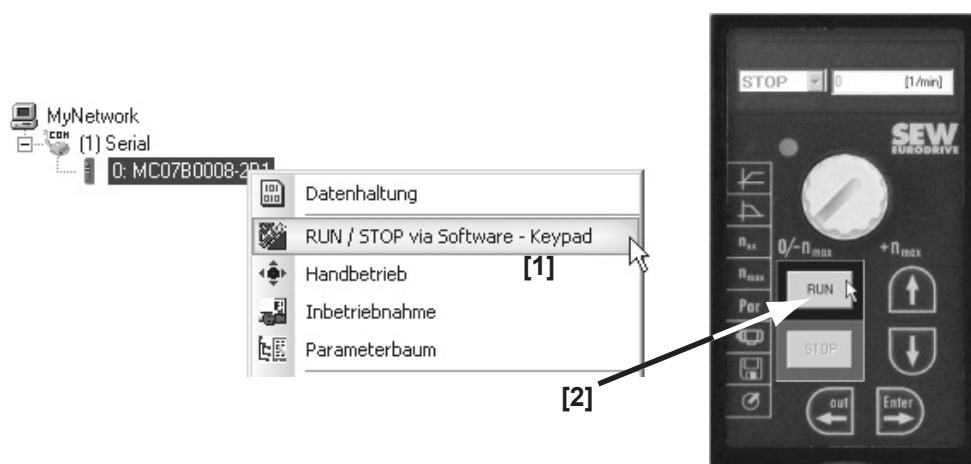 MyNetwork
COM
(1) Serial
0: MC07B0008-2B1
Datenhaltung
RUN / STOP via Software - Keypad
[1]
Handbetrieb
Inbetriebnahme
Parameterbaum
[2]
STOP
0 [1/min]
SEW
EURODRIVE
0/-nmax
+nmax
nmax
Par
RUN
STOP
out
Enter